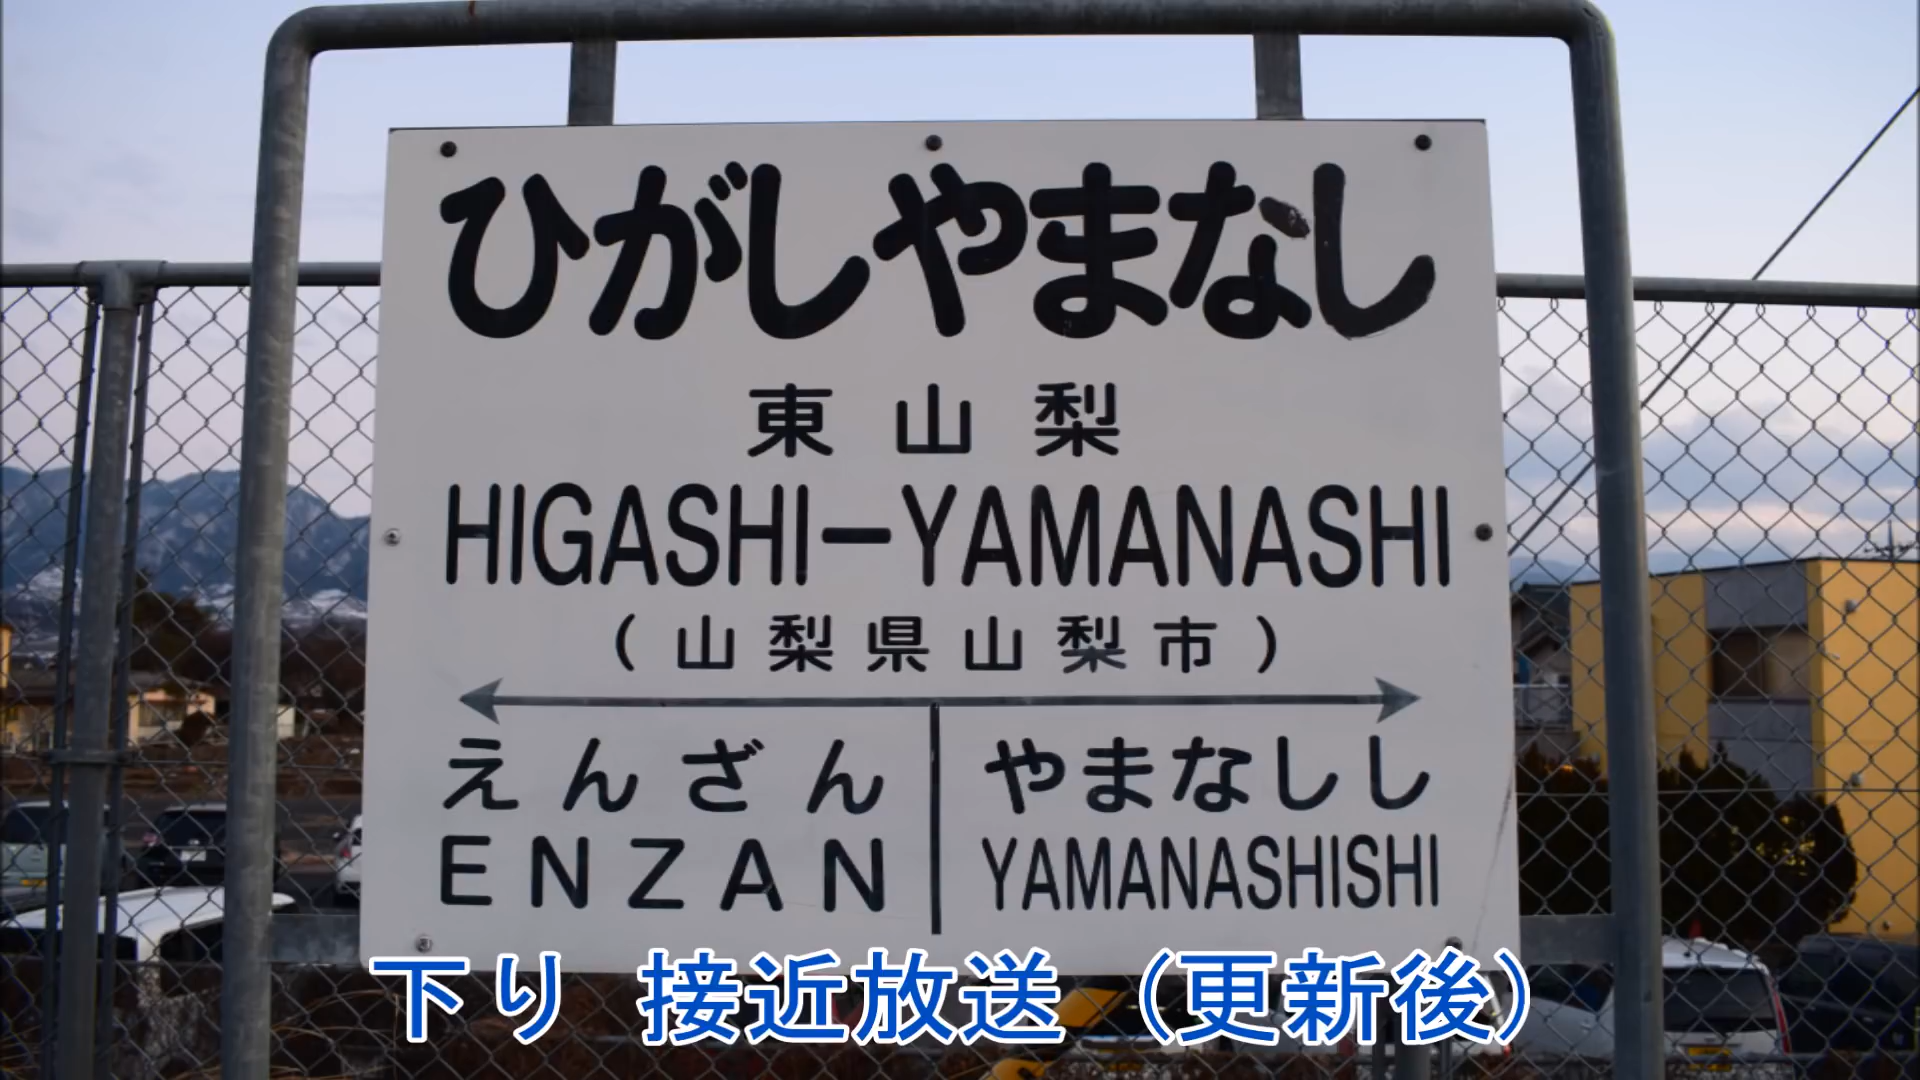 ひがしやまなし
東山梨
HIGASHI-YAMANASHI
(山梨県山梨市)
えんざん
ENZAN
やまなしし
YAMANASHISHI
下り 接近放送 (更新後)